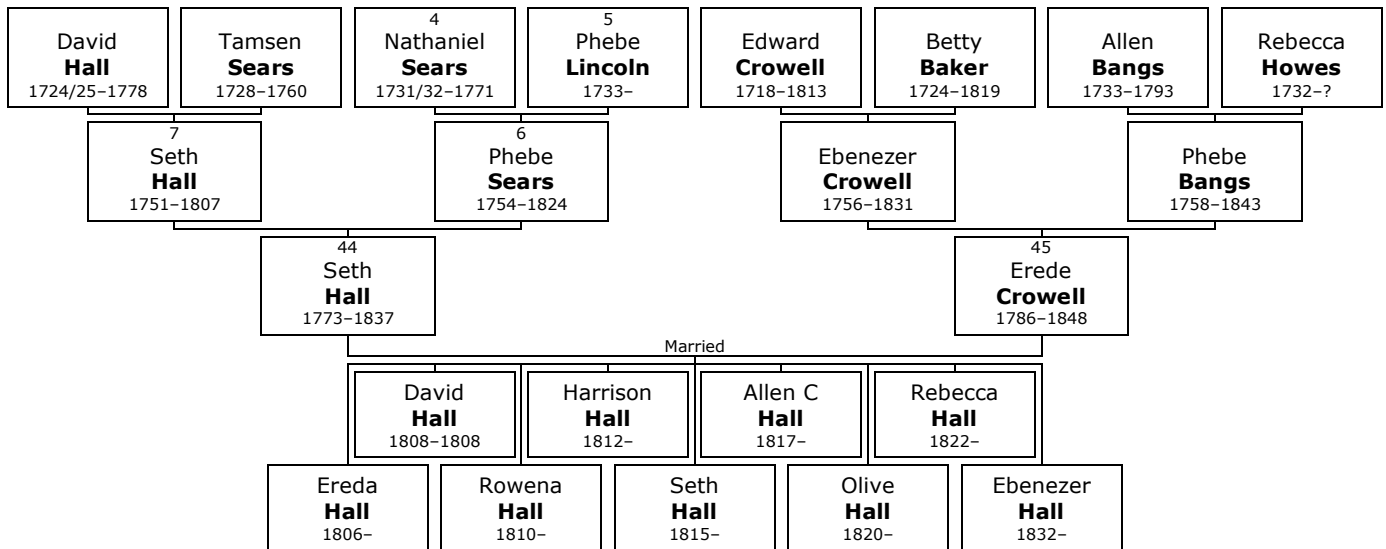 David
Hall
1724/25–1778
Tamsen
Sears
1728–1760
4
Nathaniel
Sears
1731/32–1771
5
Phebe
Lincoln
1733–
Edward
Crowell
1718–1813
Betty
Baker
1724–1819
Allen
Bangs
1733–1793
Rebecca
Howes
1732–?
7
Seth
Hall
1751–1807
6
Phebe
Sears
1754–1824
Ebenezer
Crowell
1756–1831
Phebe
Bangs
1758–1843
44
Seth
Hall
1773–1837
45
Erede
Crowell
1786–1848
Married
David
Hall
1808–1808
Harrison
Hall
1812–
Allen C
Hall
1817–
Rebecca
Hall
1822–
Ereda
Hall
1806–
Rowena
Hall
1810–
Seth
Hall
1815–
Olive
Hall
1820–
Ebenezer
Hall
1832–